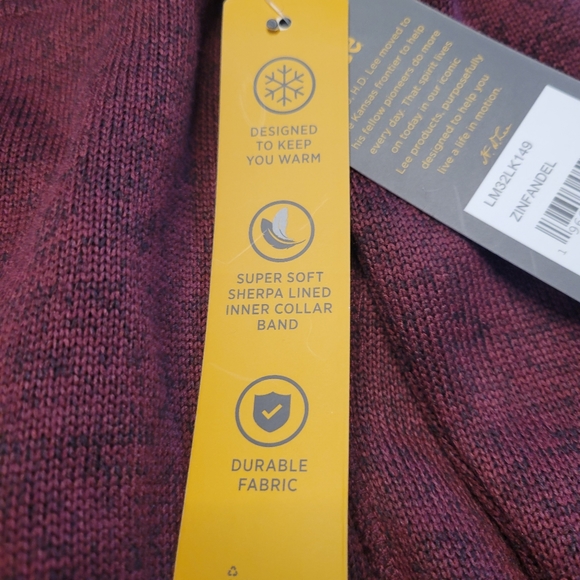 DESIGNED
TO KEEP
YOU WARM
SUPER SOFT
SHERPA LINED
INNER COLLAR
BAND
DURABLE
FABRIC
H.D. Lee moved to
Kansas frontier to help
his fellow pioneers do more
every day. That spirit lives
on today in our iconic
Lee products, purposefully
designed to help you
live a life in motion.
LM32LK149
ZINFANDEL